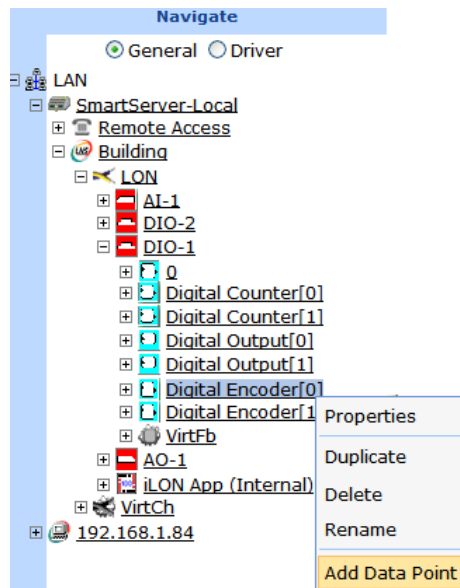 Navigate
General Driver
LAN
SmartServer-Local
Remote Access
Building
LON
AI-1
DIO-2
DIO-1
0
Digital Counter[0]
Digital Counter[1]
Digital Output[0]
Digital Output[1]
Digital Encoder[0]
Digital Encoder[1
VirtFb
AO-1
iLON App (Internal)
VirtCh
192.168.1.84
Properties
Duplicate
Delete
Rename
Add Data Point